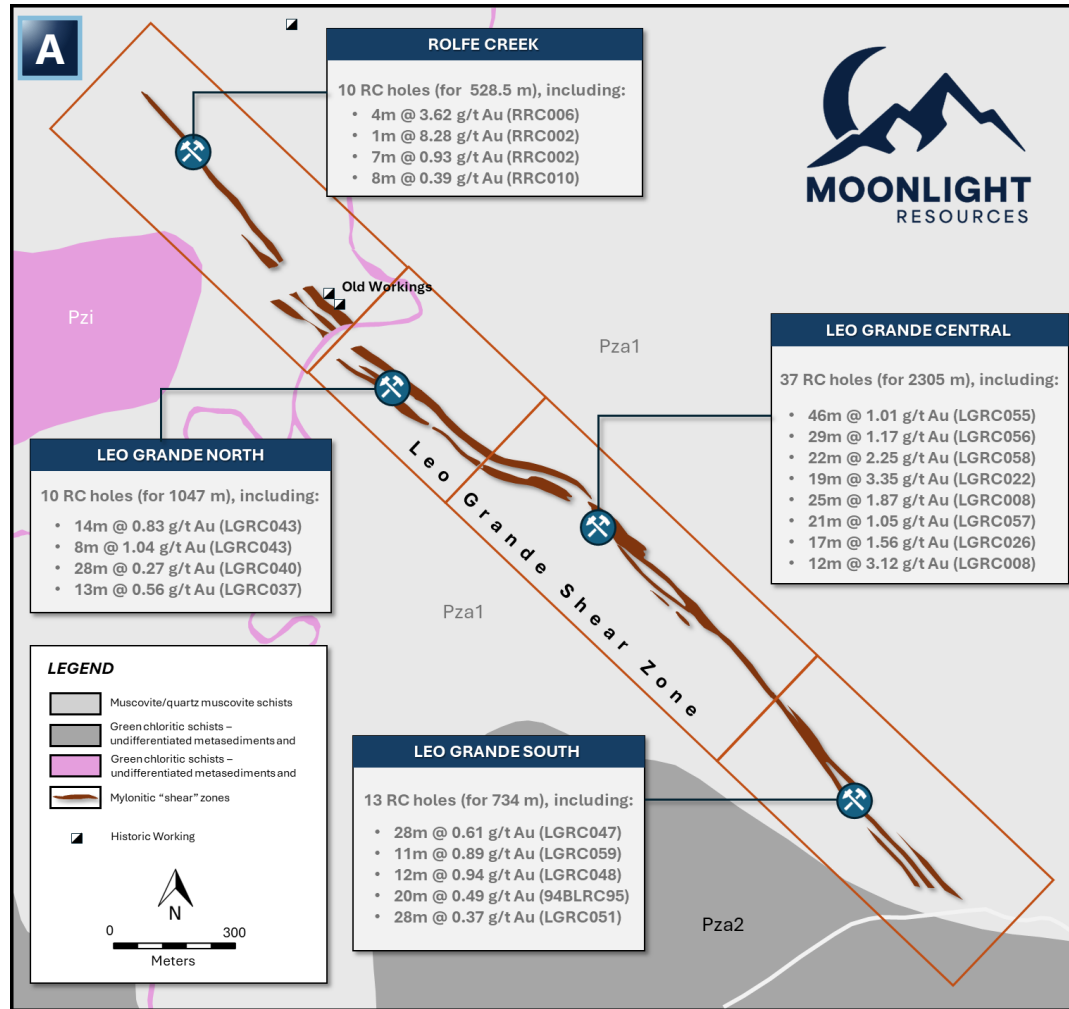 A
ROLFE CREEK
10 RC holes (for 528.5 m), including:
• 4m @ 3.62 g/t Au (RRC006)
• 1m @ 8.28 g/t Au (RRC002)
• 7m @ 0.93 g/t Au (RRC002)
• 8m @ 0.39 g/t Au (RRC010)
MOONLIGHT
RESOURCES
Pzi
Old Workings
Pza1
LEO GRANDE CENTRAL
37 RC holes (for 2305 m), including:
• 46m @ 1.01 g/t Au (LGRC055)
• 29m @ 1.17 g/t Au (LGRC056)
• 22m @ 2.25 g/t Au (LGRC058)
• 19m @ 3.35 g/t Au (LGRC022)
• 25m @ 1.87 g/t Au (LGRC008)
• 21m @ 1.05 g/t Au (LGRC057)
• 17m @ 1.56 g/t Au (LGRC026)
• 12m @ 3.12 g/t Au (LGRC008)
LEO GRANDE NORTH
10 RC holes (for 1047 m), including:
• 14m @ 0.83 g/t Au (LGRC043)
• 8m @ 1.04 g/t Au (LGRC043)
• 28m @ 0.27 g/t Au (LGRC040)
• 13m @ 0.56 g/t Au (LGRC037)
Leo Grande Shear Zone
Pza1
LEGEND
Muscovite/quartz muscovite schists
Green chloritic schists –
undifferentiated metasediments and
Green chloritic schists –
undifferentiated metasediments and
Mylonitic “shear” zones
Historic Working
N
0 300
Meters
LEO GRANDE SOUTH
13 RC holes (for 734 m), including:
• 28m @ 0.61 g/t Au (LGRC047)
• 11m @ 0.89 g/t Au (LGRC059)
• 12m @ 0.94 g/t Au (LGRC048)
• 20m @ 0.49 g/t Au (94BLRC95)
• 28m @ 0.37 g/t Au (LGRC051)
Pza2